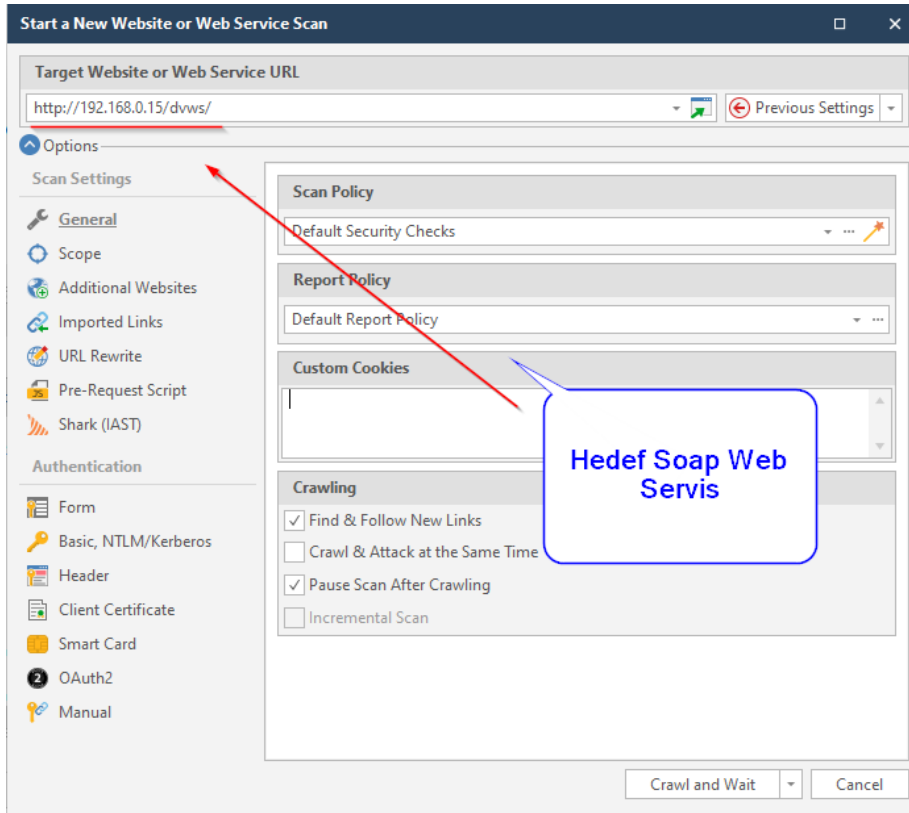 Start a New Website or Web Service Scan
Target Website or Web Service URL
http://192.168.0.15/dvws/
Previous Settings
Options
Scan Settings
General
Scope
Additional Websites
Imported Links
URL Rewrite
Pre-Request Script
Shark (IAST)
Authentication
Form
Basic, NTLM/Kerberos
Header
Client Certificate
Smart Card
OAuth2
Manual
Scan Policy
Default Security Checks
Report Policy
Default Report Policy
Custom Cookies
Hedef Soap Web
Servis
Crawling
Find & Follow New Links
Crawl & Attack at the Same Time
Pause Scan After Crawling
Incremental Scan
Crawl and Wait
Cancel